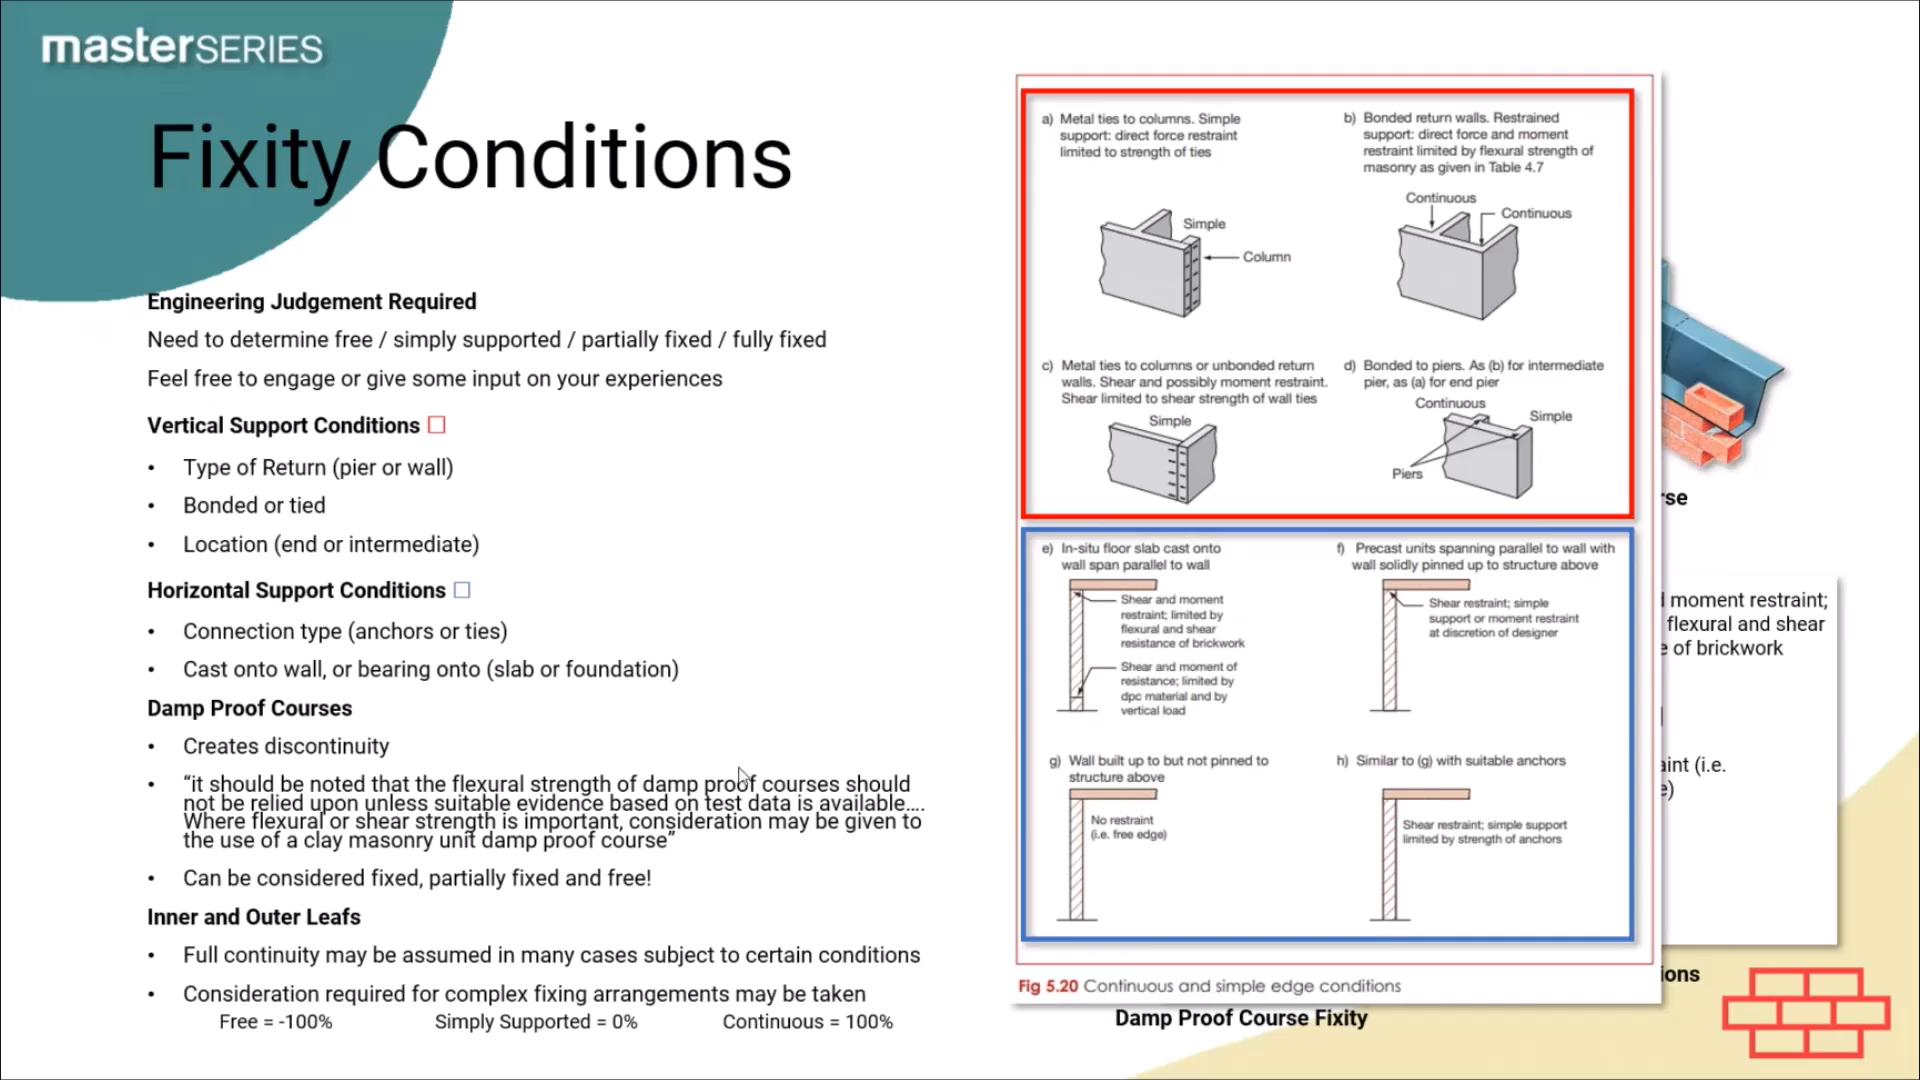 masterSERIES
Fixity Conditions
Engineering Judgement Required
Need to determine free / simply supported / partially fixed / fully fixed
Feel free to engage or give some input on your experiences
Vertical Support Conditions
• Type of Return (pier or wall)
• Bonded or tied
• Location (end or intermediate)
Horizontal Support Conditions
• Connection type (anchors or ties)
• Cast onto wall, or bearing onto (slab or foundation)
Damp Proof Courses
• Creates discontinuity
• “it should be noted that the flexural strength of damp proof courses should
not be relied upon unless suitable evidence based on test data is available....
Where flexural or shear strength is important, consideration may be given to
the use of a clay masonry unit damp proof course”
• Can be considered fixed, partially fixed and free!
Inner and Outer Leafs
• Full continuity may be assumed in many cases subject to certain conditions
• Consideration required for complex fixing arrangements may be taken
Free = -100% Simply Supported = 0% Continuous = 100%
a) Metal ties to columns. Simple
support: direct force restraint
limited to strength of ties
Simple
Column
b) Bonded return walls. Restrained
support: direct force and moment
restraint limited by flexural strength of
masonry as given in Table 4.7
Continuous
Continuous
c) Metal ties to columns or unbonded return
walls. Shear and possibly moment restraint.
Shear limited to shear strength of wall ties
Simple
d) Bonded to piers. As (b) for intermediate
pier, as (a) for end pier
Continuous
Simple
Piers
e) In-situ floor slab cast onto
wall span parallel to wall
Shear and moment
restraint; limited by
flexural and shear
resistance of brickwork
Shear and moment of
resistance; limited by
dpc material and by
vertical load
f) Precast units spanning parallel to wall with
wall solidly pinned up to structure above
Shear restraint; simple
support or moment restraint
at discretion of designer
g) Wall built up to but not pinned to
structure above
No restraint
(i.e. free edge)
h) Similar to (g) with suitable anchors
Shear restraint; simple support
limited by strength of anchors
Fig 5.20 Continuous and simple edge conditions
Damp Proof Course Fixity
rse
moment restraint;
flexural and shear
e of brickwork
aint (i.e.
e)
ions